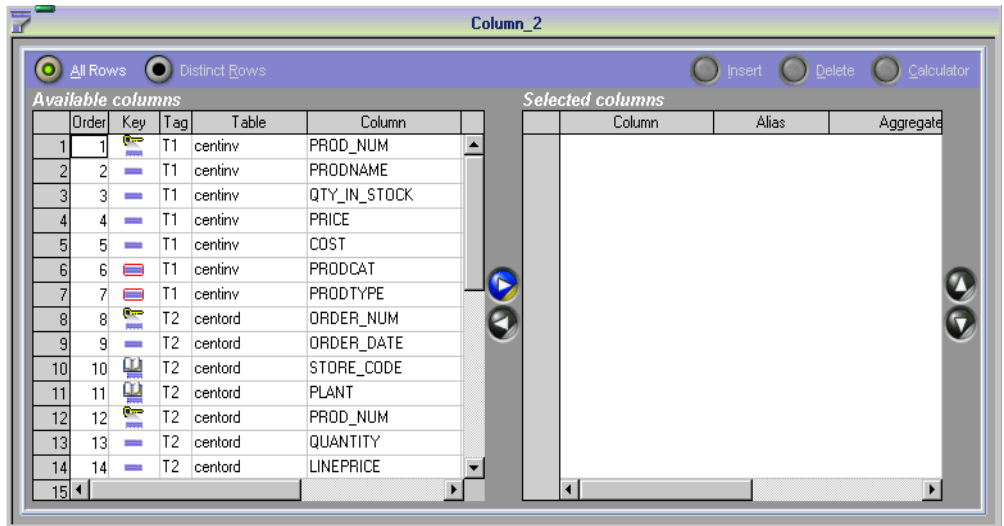 Column_2
All Rows Distinct Rows Insert Delete Calculator
Available columns Selected columns
Order Key Tag Table Column Column Alias Aggregate
1 1 T1 centinv PROD_NUM
2 2 T1 centinv PRODNAME
3 3 T1 centinv QTY_IN_STOCK
4 4 T1 centinv PRICE
5 5 T1 centinv COST
6 6 T1 centinv PRODCAT
7 7 T1 centinv PRODTYPE
8 8 T2 centord ORDER_NUM
9 9 T2 centord ORDER_DATE
10 10 T2 centord STORE_CODE
11 11 T2 centord PLANT
12 12 T2 centord PROD_NUM
13 13 T2 centord QUANTITY
14 14 T2 centord LINEPRICE
15